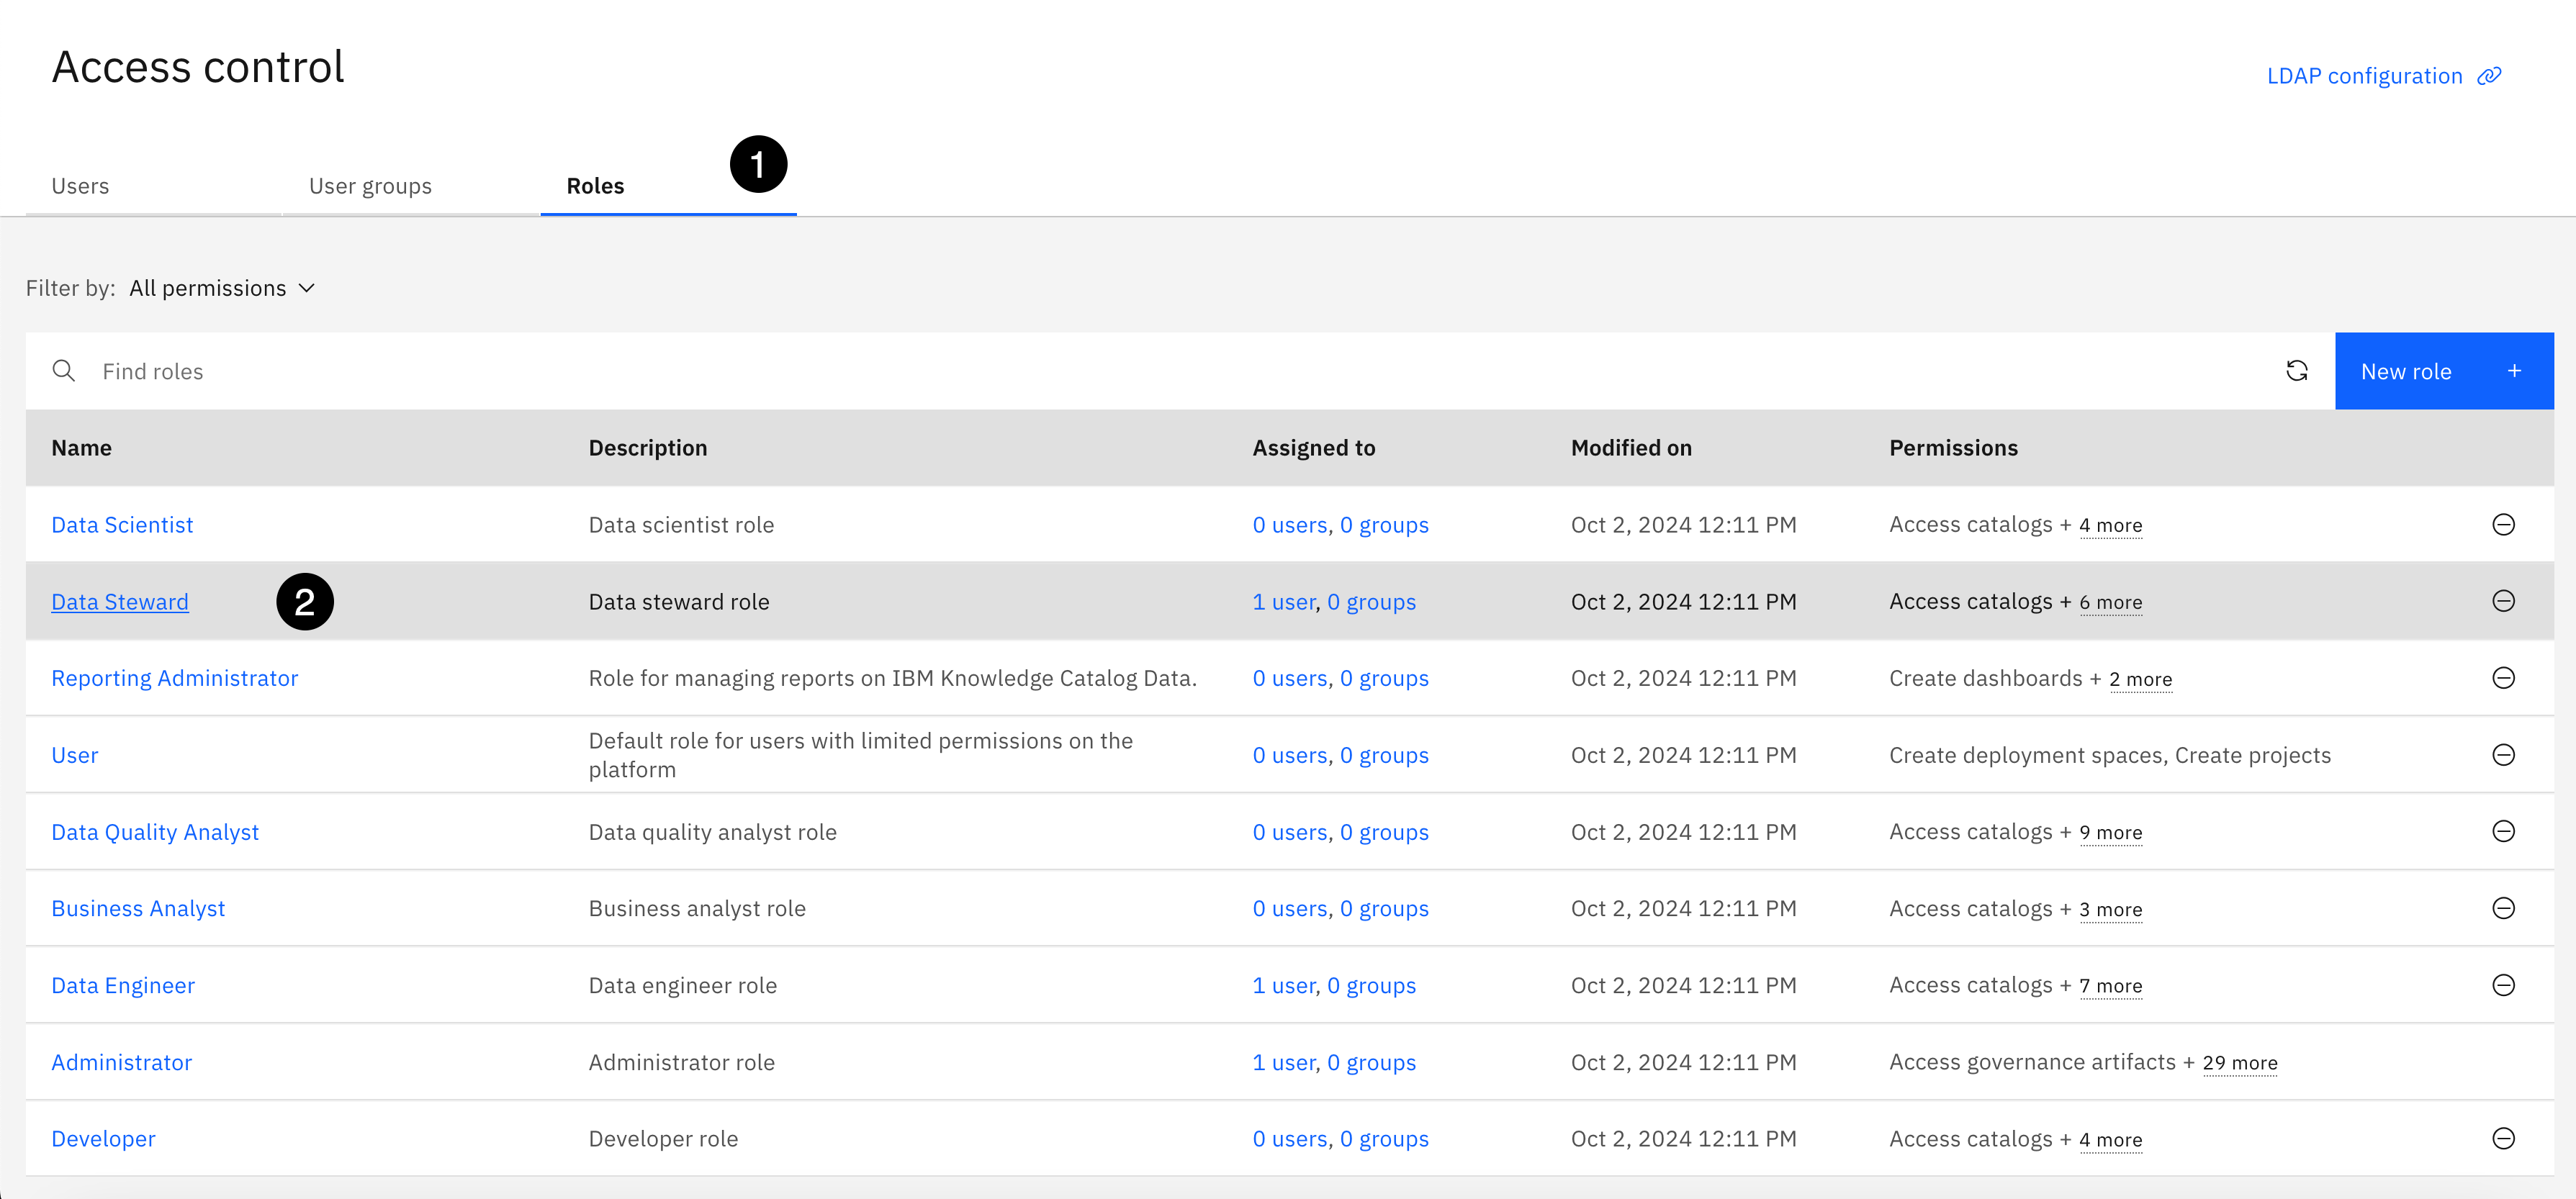 Access control
LDAP configuration
1
Users
User groups
Roles
Filter by: All permissions
Find roles
New role +
Name Description Assigned to Modified on Permissions
Data Scientist Data scientist role 0 users, 0 groups Oct 2, 2024 12:11 PM Access catalogs + 4 more
Data Steward 2 Data steward role 1 user, 0 groups Oct 2, 2024 12:11 PM Access catalogs + 6 more
Reporting Administrator Role for managing reports on IBM Knowledge Catalog Data. 0 users, 0 groups Oct 2, 2024 12:11 PM Create dashboards + 2 more
User Default role for users with limited permissions on the
platform 0 users, 0 groups Oct 2, 2024 12:11 PM Create deployment spaces, Create projects
Data Quality Analyst Data quality analyst role 0 users, 0 groups Oct 2, 2024 12:11 PM Access catalogs + 9 more
Business Analyst Business analyst role 0 users, 0 groups Oct 2, 2024 12:11 PM Access catalogs + 3 more
Data Engineer Data engineer role 1 user, 0 groups Oct 2, 2024 12:11 PM Access catalogs + 7 more
Administrator Administrator role 1 user, 0 groups Oct 2, 2024 12:11 PM Access governance artifacts + 29 more
Developer Developer role 0 users, 0 groups Oct 2, 2024 12:11 PM Access catalogs + 4 more